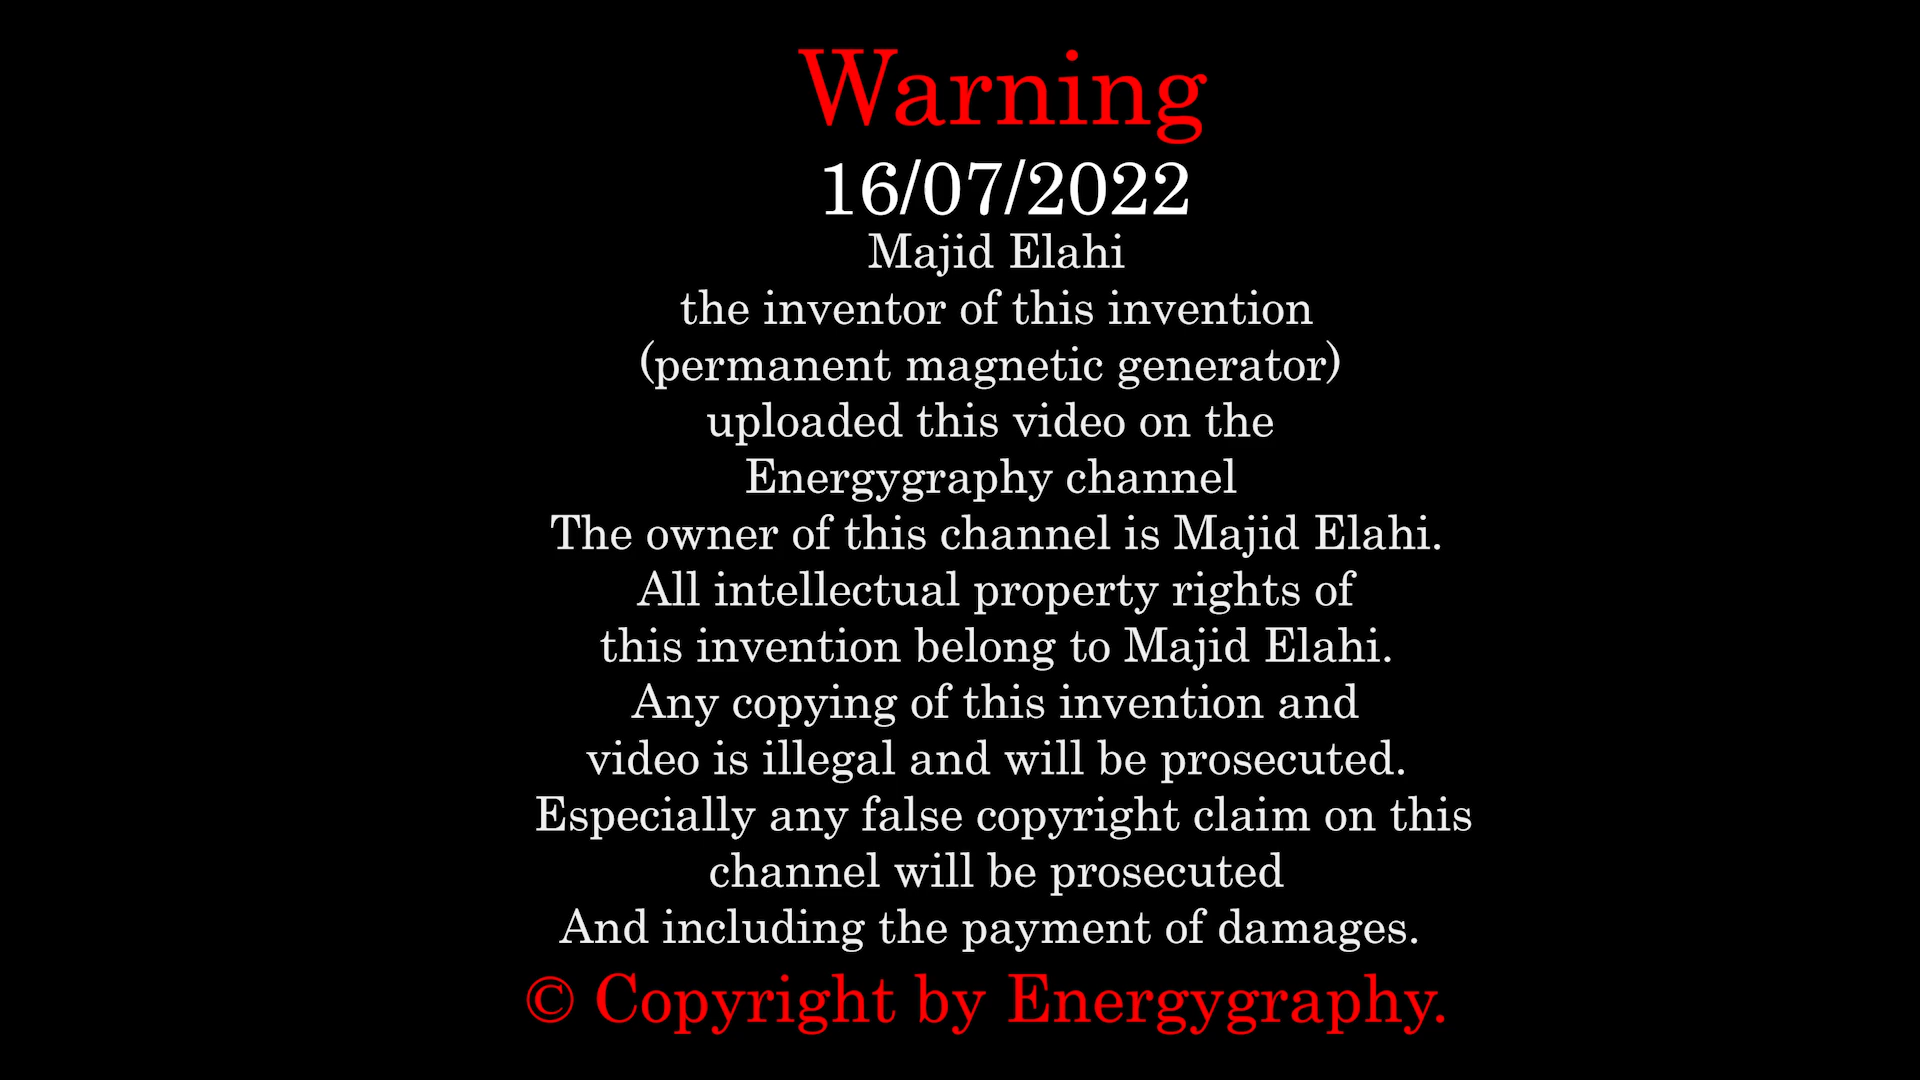 Warning
16/07/2022
Majid Elahi
the inventor of this invention
(permanent magnetic generator)
uploaded this video on the
Energygraphy channel
The owner of this channel is Majid Elahi.
All intellectual property rights of
this invention belong to Majid Elahi.
Any copying of this invention and
video is illegal and will be prosecuted.
Especially any false copyright claim on this
channel will be prosecuted
And including the payment of damages.
© Copyright by Energygraphy.